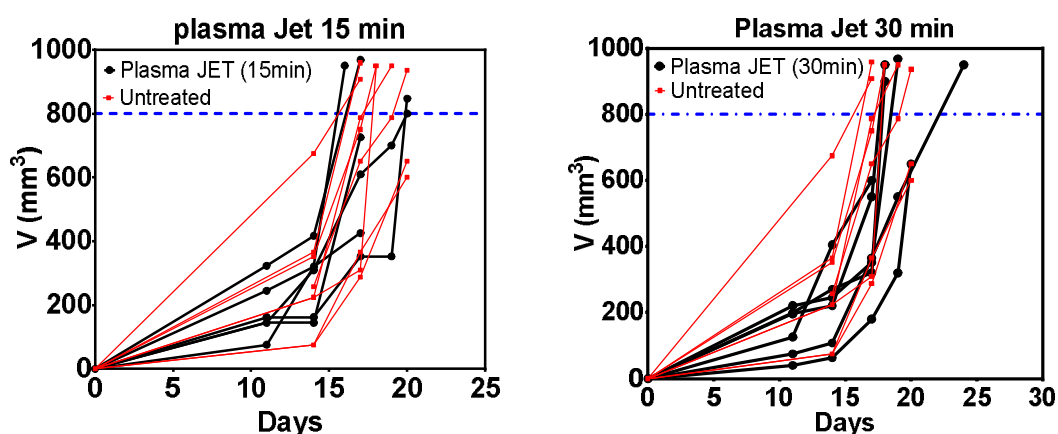 plasma Jet 15 min
1000
800
600
400
200
0
V (mm³)
Plasma JET (15min)
Untreated
0 5 10 15 20 25
Days
Plasma Jet 30 min
1000
800
600
400
200
0
V (mm³)
Plasma JET (30min)
Untreated
0 5 10 15 20 25 30
Days